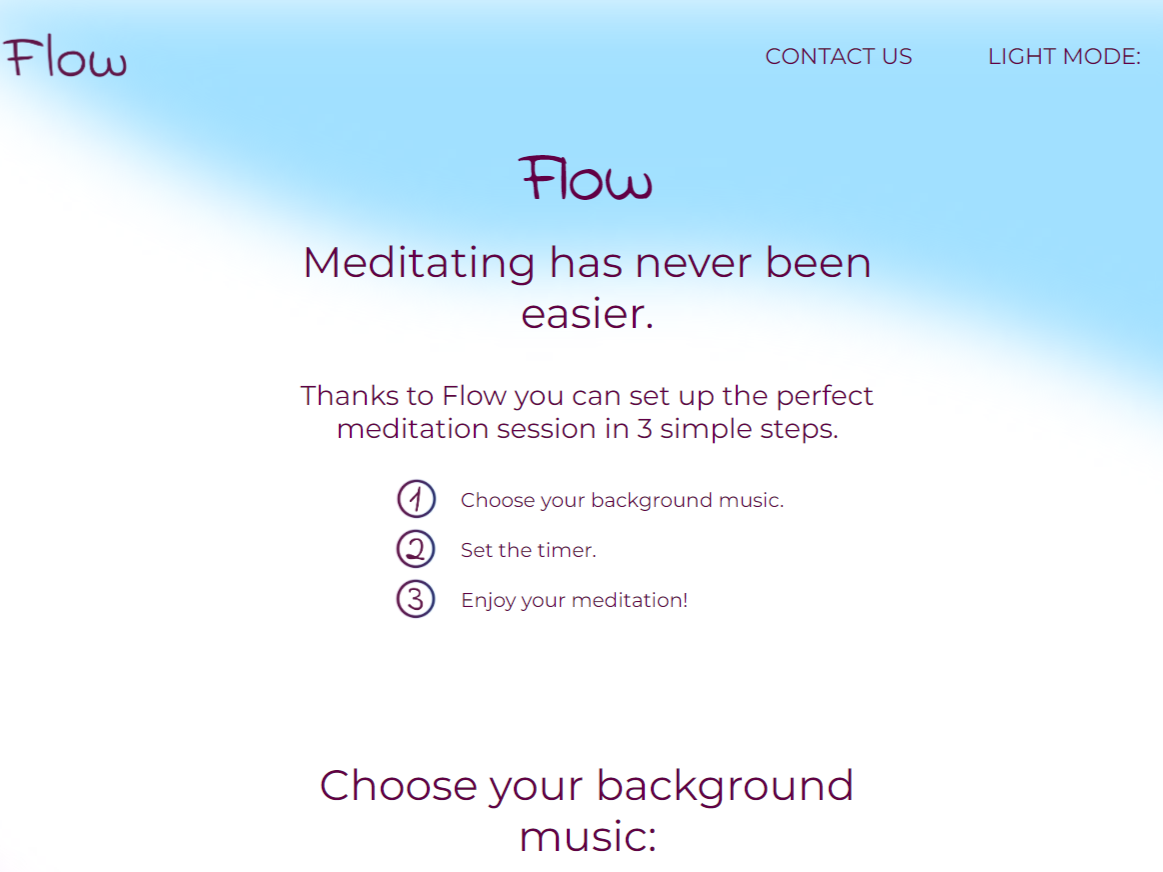 Flow
CONTACT US
LIGHT MODE:
Flow
Meditating has never been
easier.
Thanks to Flow you can set up the perfect
meditation session in 3 simple steps.
1 Choose your background music.
2 Set the timer.
3 Enjoy your meditation!
Choose your background
music: